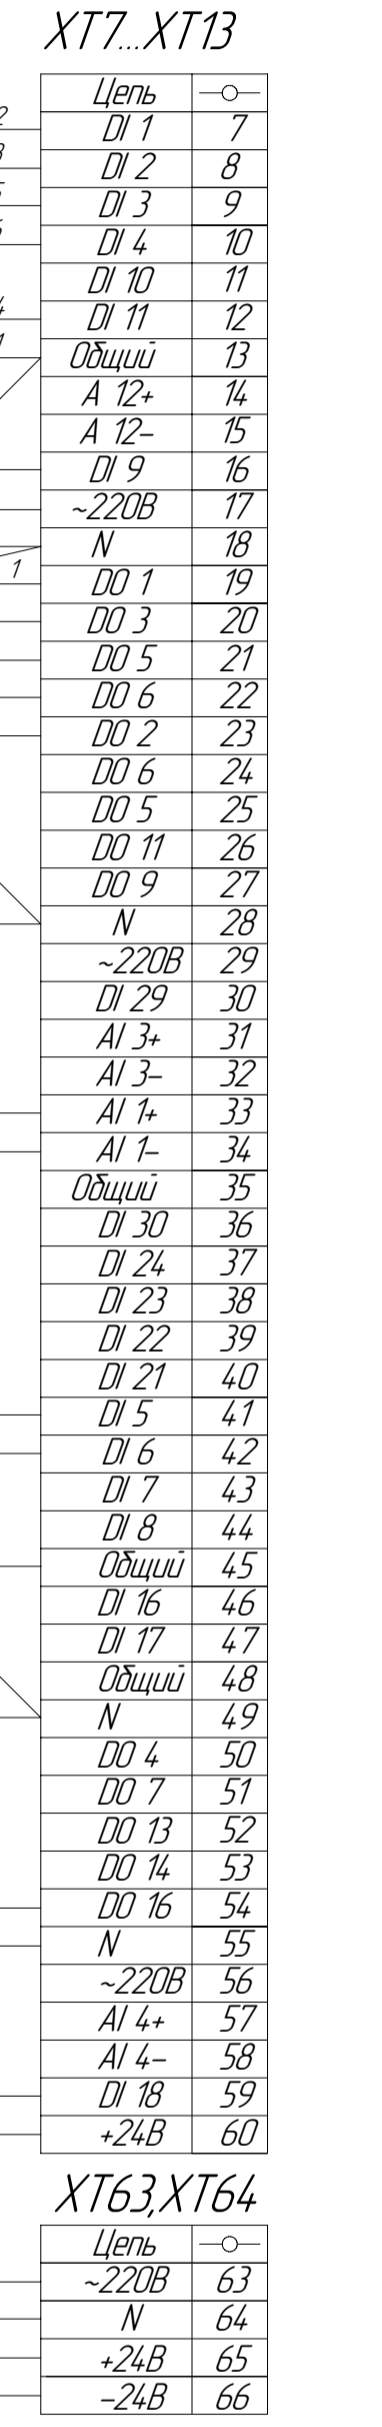 XT7...XT13
Цепь
DI 1 7
DI 2 8
DI 3 9
DI 4 10
DI 10 11
DI 11 12
Общий 13
A 12+ 14
A 12- 15
DI 9 16
~220В 17
N 18
1
DO 1 19
DO 3 20
DO 5 21
DO 6 22
DO 2 23
DO 6 24
DO 5 25
DO 11 26
DO 9 27
N 28
~220В 29
DI 29 30
AI 3+ 31
AI 3- 32
AI 1+ 33
AI 1- 34
Общий 35
DI 30 36
DI 24 37
DI 23 38
DI 22 39
DI 21 40
DI 5 41
DI 6 42
DI 7 43
DI 8 44
Общий 45
DI 16 46
DI 17 47
Общий 48
N 49
DO 4 50
DO 7 51
DO 13 52
DO 14 53
DO 16 54
N 55
~220В 56
AI 4+ 57
AI 4- 58
DI 18 59
+24В 60
XT63,XT64
Цепь
~220В 63
N 64
+24В 65
-24В 66